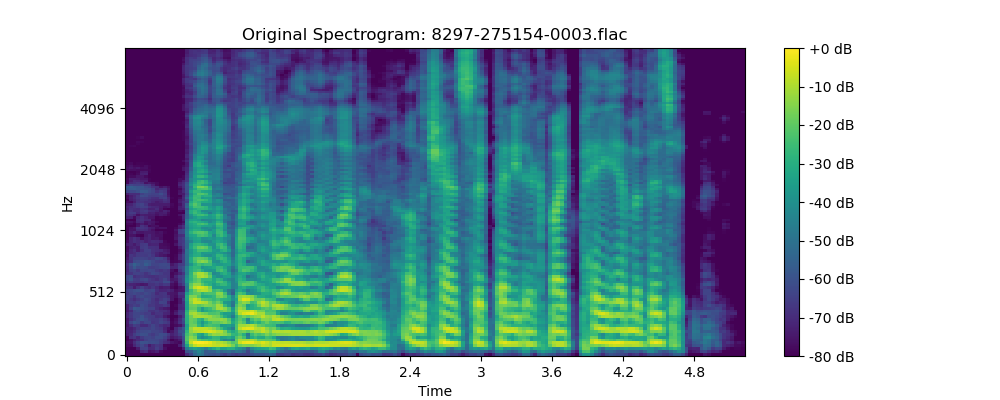 Original Spectrogram: 8297-275154-0003.flac
Hz
4096
2048
1024
512
0
0 0.6 1.2 1.8 2.4 3 3.6 4.2 4.8
Time
+0 dB
-10 dB
-20 dB
-30 dB
-40 dB
-50 dB
-60 dB
-70 dB
-80 dB